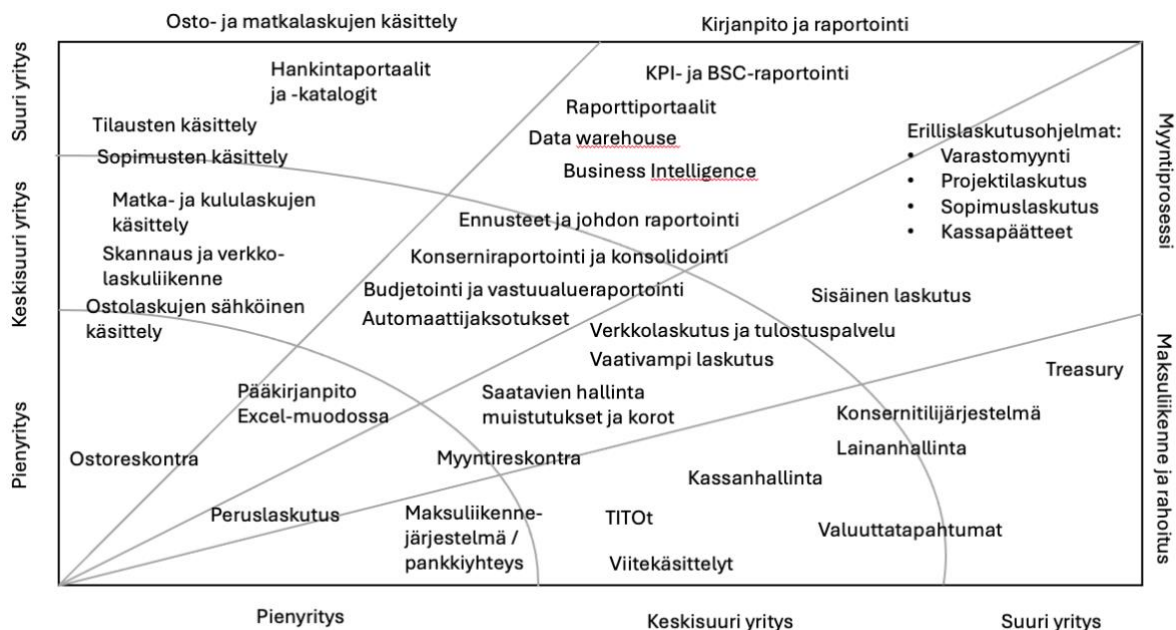 Osto- ja matkalaskujen käsittely
Kirjanpito ja raportointi
Suuri yritys
Keskisuuri yritys
Pienyritys
Hankintaportaalit
ja -katalogit
Tilausten käsittely
Sopimusten käsittely
Matka- ja kululaskujen
käsittely
Skannaus ja verkko-
laskuliikenne
Ostolaskujen sähköinen
käsittely
Ostoreskontra
KPI- ja BSC-raportointi
Raporttiportaalit
Data warehouse
Business Intelligence
Ennusteet ja johdon raportointi
Konserniraportointi ja konsolidointi
Budjetointi ja vastuualueraportointi
Automaattijaksotukset
Pääkirjanpito
Excel-muodossa
Erillislaskutusohjelmat:
• Varastomyynti
• Projektilaskutus
• Sopimuslaskutus
• Kassapäätteet
Sisäinen laskutus
Verkkolaskutus ja tulostuspalvelu
Vaativampi laskutus
Saatavien hallinta
muistutukset ja korot
Myyntireskontra
Peruslaskutus
Treasury
Konsernitilijärjestelmä
Lainanhallinta
Kassanhallinta
Valuuttatapahtumat
TITOt
Viitekäsittelyt
Maksuliikenne-
järjestelmä /
pankkiyhteys
Myyntiprosessi
Maksuliikenne ja rahoitus
Pienyritys
Keskisuuri yritys
Suuri yritys